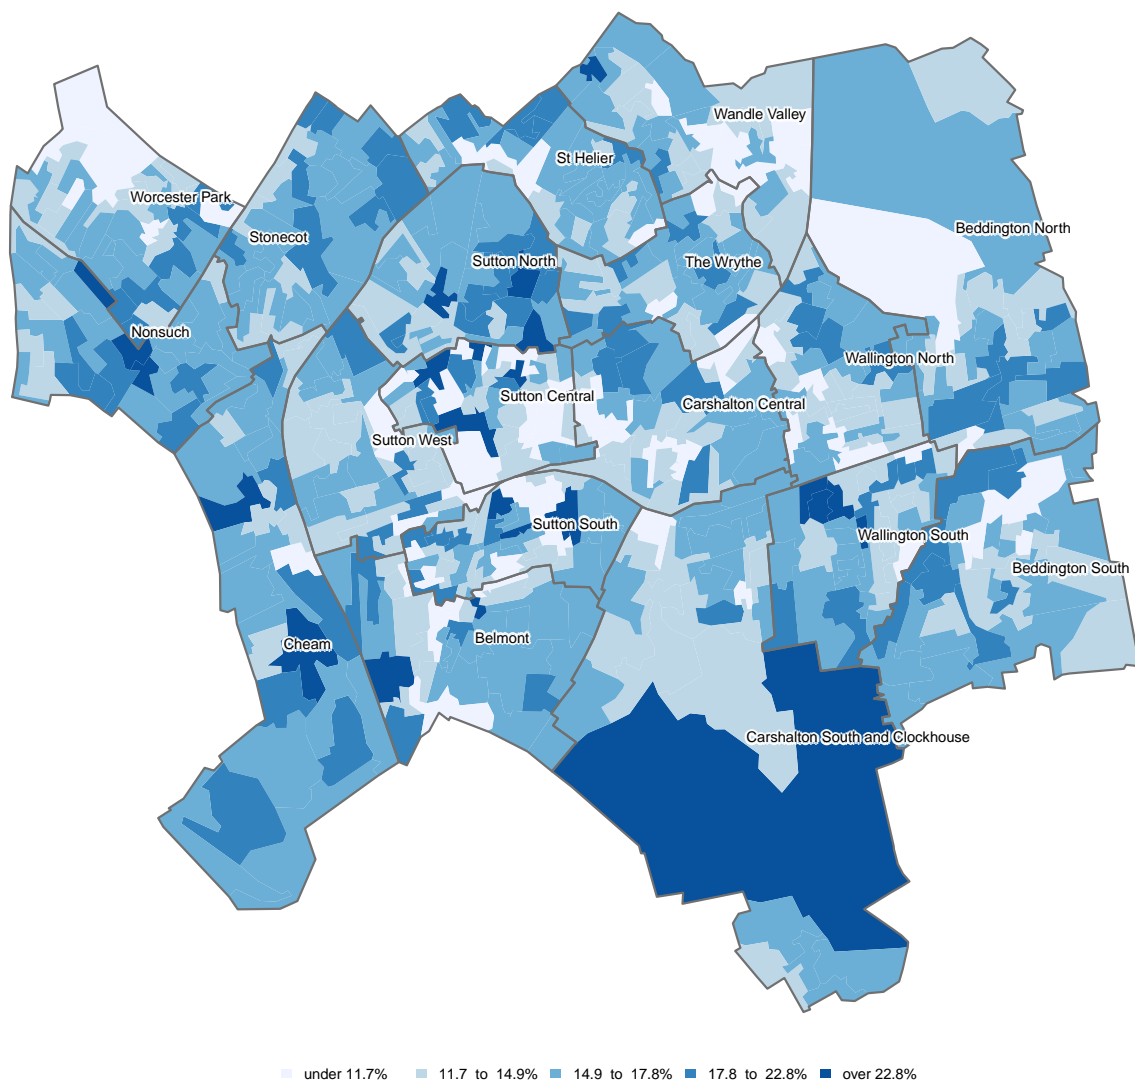 Wandle Valley
St Helier
Worcester Park
Beddington North
Stonecot
Sutton North
The Wrythe
Nonsuch
Wallington North
Sutton Central
Carshalton Central
Sutton West
Sutton South
Wallington South
Beddington South
Belmont
Cheam
Carshalton South and Clockhouse
under 11.7% 11.7 to 14.9% 14.9 to 17.8% 17.8 to 22.8% over 22.8%